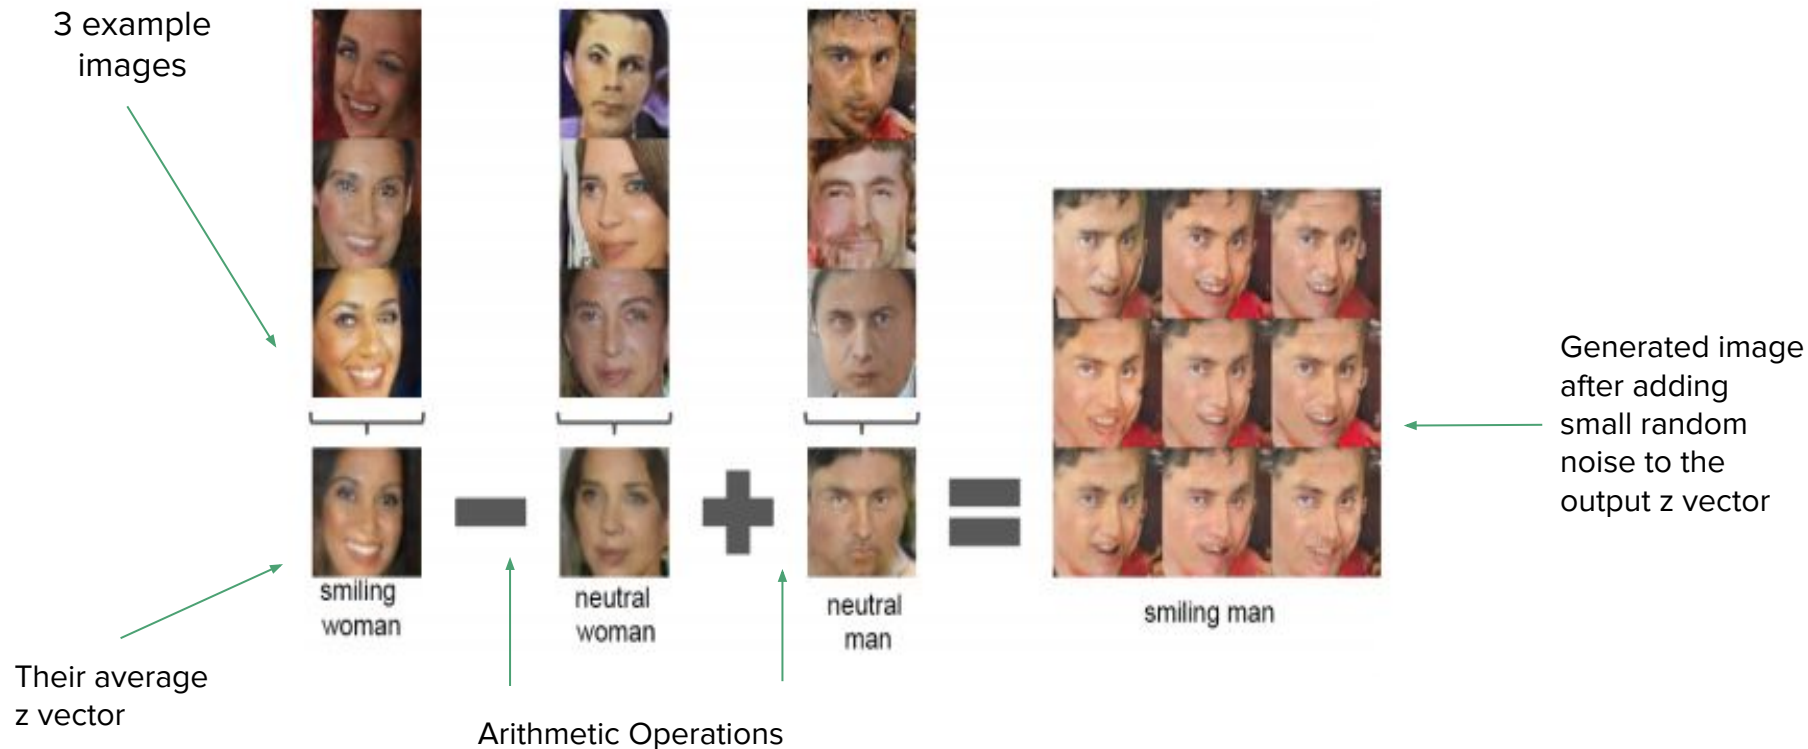 3 example
images
smiling
woman
neutral
woman
neutral
man
smiling man
Generated image
after adding
small random
noise to the
output z vector
Their average
z vector
Arithmetic Operations